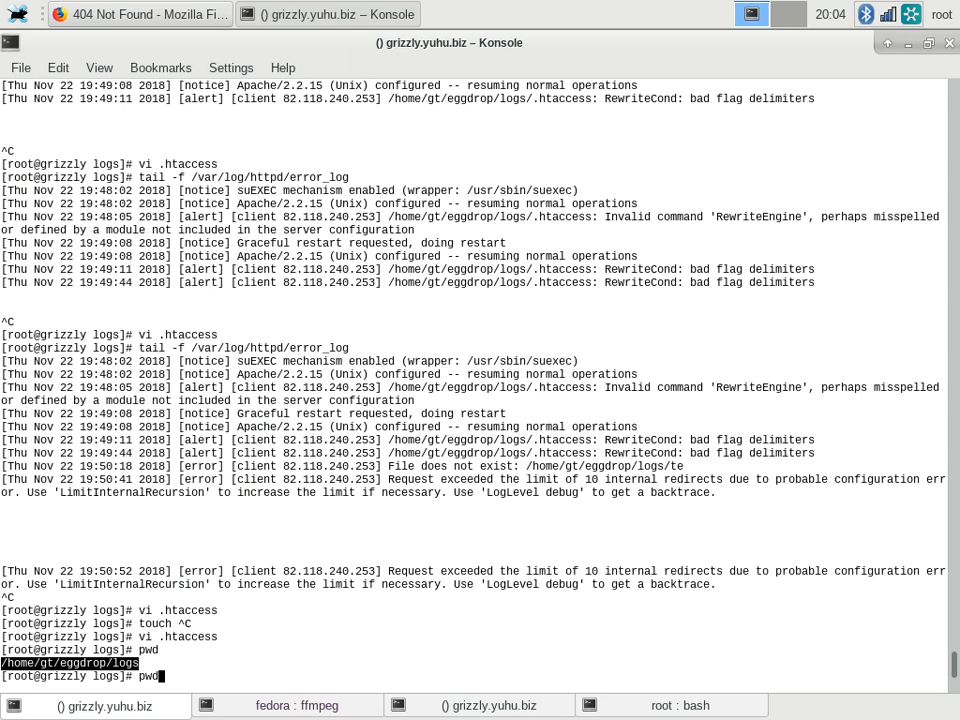 404 Not Found - Mozilla Fi...
() grizzly.yuhu.biz – Konsole
20:04
root
() grizzly.yuhu.biz – Konsole
File Edit View Bookmarks Settings Help
[Thu Nov 22 19:49:08 2018] [notice] Apache/2.2.15 (Unix) configured -- resuming normal operations
[Thu Nov 22 19:49:11 2018] [alert] [client 82.118.240.253] /home/gt/eggdrop/logs/.htaccess: RewriteCond: bad flag delimiters
^C
[root@grizzly logs]# vi .htaccess
[root@grizzly logs]# tail -f /var/log/httpd/error_log
[Thu Nov 22 19:48:02 2018] [notice] suEXEC mechanism enabled (wrapper: /usr/sbin/suexec)
[Thu Nov 22 19:48:02 2018] [notice] Apache/2.2.15 (Unix) configured -- resuming normal operations
[Thu Nov 22 19:48:05 2018] [alert] [client 82.118.240.253] /home/gt/eggdrop/logs/.htaccess: Invalid command 'RewriteEngine', perhaps misspelled
or defined by a module not included in the server configuration
[Thu Nov 22 19:49:08 2018] [notice] Graceful restart requested, doing restart
[Thu Nov 22 19:49:08 2018] [notice] Apache/2.2.15 (Unix) configured -- resuming normal operations
[Thu Nov 22 19:49:11 2018] [alert] [client 82.118.240.253] /home/gt/eggdrop/logs/.htaccess: RewriteCond: bad flag delimiters
[Thu Nov 22 19:49:44 2018] [alert] [client 82.118.240.253] /home/gt/eggdrop/logs/.htaccess: RewriteCond: bad flag delimiters
^C
[root@grizzly logs]# vi .htaccess
[root@grizzly logs]# tail -f /var/log/httpd/error_log
[Thu Nov 22 19:48:02 2018] [notice] suEXEC mechanism enabled (wrapper: /usr/sbin/suexec)
[Thu Nov 22 19:48:02 2018] [notice] Apache/2.2.15 (Unix) configured -- resuming normal operations
[Thu Nov 22 19:48:05 2018] [alert] [client 82.118.240.253] /home/gt/eggdrop/logs/.htaccess: Invalid command 'RewriteEngine', perhaps misspelled
or defined by a module not included in the server configuration
[Thu Nov 22 19:49:08 2018] [notice] Graceful restart requested, doing restart
[Thu Nov 22 19:49:08 2018] [notice] Apache/2.2.15 (Unix) configured -- resuming normal operations
[Thu Nov 22 19:49:11 2018] [alert] [client 82.118.240.253] /home/gt/eggdrop/logs/.htaccess: RewriteCond: bad flag delimiters
[Thu Nov 22 19:49:44 2018] [alert] [client 82.118.240.253] /home/gt/eggdrop/logs/.htaccess: RewriteCond: bad flag delimiters
[Thu Nov 22 19:50:18 2018] [error] [client 82.118.240.253] File does not exist: /home/gt/eggdrop/logs/te
[Thu Nov 22 19:50:41 2018] [error] [client 82.118.240.253] Request exceeded the limit of 10 internal redirects due to probable configuration err
or. Use 'LimitInternalRecursion' to increase the limit if necessary. Use 'LogLevel debug' to get a backtrace.
[Thu Nov 22 19:50:52 2018] [error] [client 82.118.240.253] Request exceeded the limit of 10 internal redirects due to probable configuration err
or. Use 'LimitInternalRecursion' to increase the limit if necessary. Use 'LogLevel debug' to get a backtrace.
^C
[root@grizzly logs]# vi .htaccess
[root@grizzly logs]# touch ^C
[root@grizzly logs]# vi .htaccess
[root@grizzly logs]# pwd
/home/gt/eggdrop/logs
[root@grizzly logs]# pwd
() grizzly.yuhu.biz
fedora : ffmpeg
() grizzly.yuhu.biz
root : bash